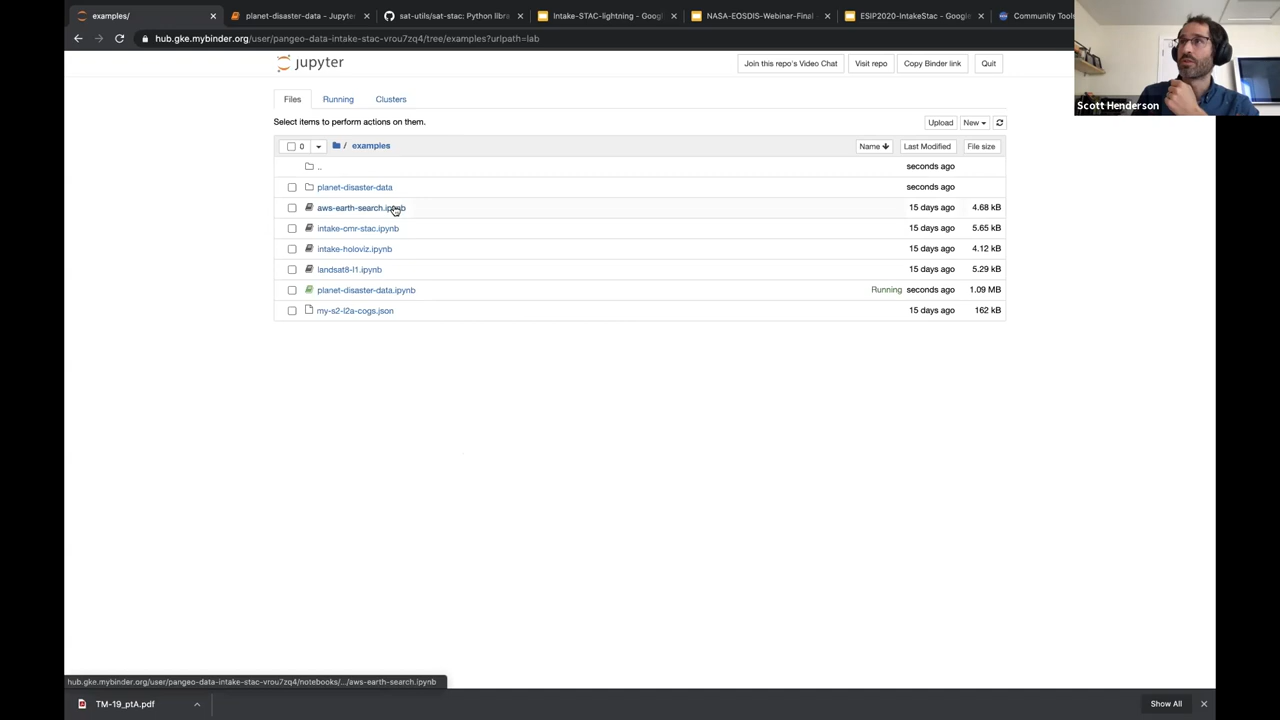 examples/
planet-disaster-data - Jupyte
sat-utils/sat-stac: Python libra
Intake-STAC-lightning - Googl
NASA-EOSDIS-Webinar-Final
ESIP2020-IntakeStac - Google
Community Tool
hub.gke.mybinder.org/user/pangeo-data-intake-stac-vrou7zq4/tree/examples?urlpath=lab
jupyter
Join this repo's Video Chat
Visit repo
Copy Binder link
Quit
Scott Henderson
Files
Running
Clusters
Select items to perform actions on them.
Upload
New
0
/ examples
Name
Last Modified
File size
..
seconds ago
planet-disaster-data
seconds ago
aws-earth-search.ipynb
15 days ago
4.68 kB
intake-cmr-stac.ipynb
15 days ago
5.65 kB
intake-holoviz.ipynb
15 days ago
4.12 kB
landsat8-l1.ipynb
15 days ago
5.29 kB
planet-disaster-data.ipynb
Running
seconds ago
1.09 MB
my-s2-l2a-cogs.json
15 days ago
162 kB
hub.gke.mybinder.org/user/pangeo-data-intake-stac-vrou7zq4/notebooks/.../aws-earth-search.ipynb
TM-19_ptA.pdf
Show All